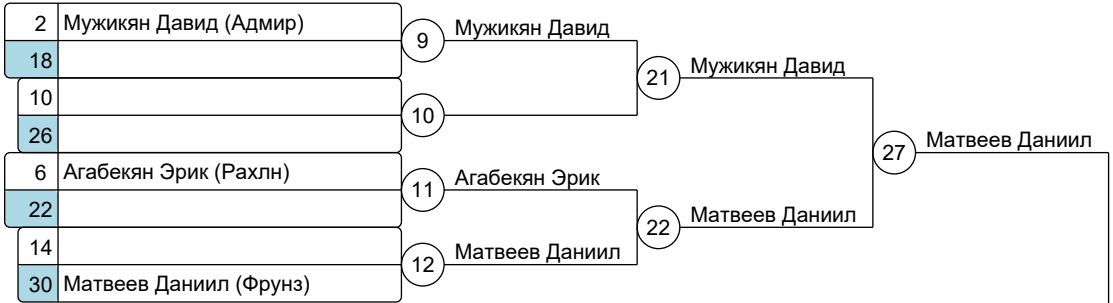 2 Мужикян Давид (Адмир)
18
9 Мужикян Давид
10
26
10
21 Мужикян Давид
6 Агабекян Эрик (Рахлн)
22
11 Агабекян Эрик
14
30 Матвеев Даниил (Фрунз)
12 Матвеев Даниил
22 Матвеев Даниил
27 Матвеев Даниил